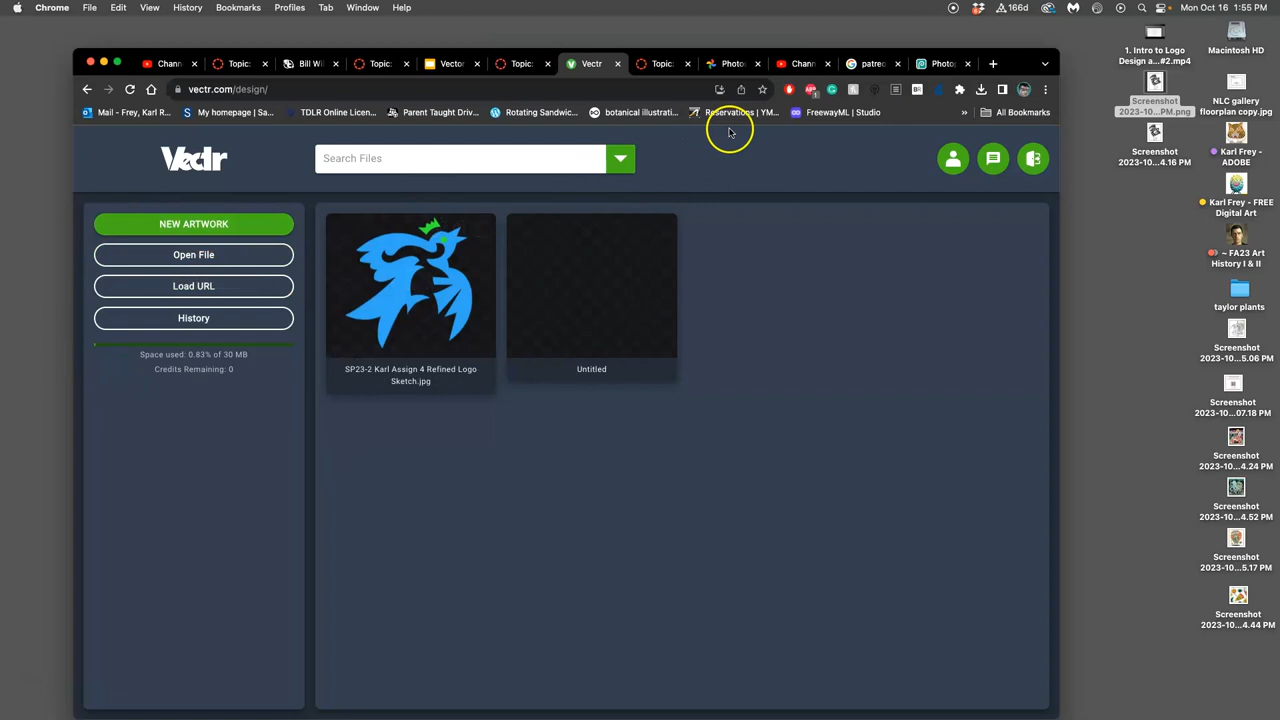 Chrome File Edit View History Bookmarks Profiles Tab Window Help 166d Mon Oct 16 1:55 PM
Chann Topic: Bill Wi Topic: Vector Topic: Vectr Topic: Photos Chann patreo Photop
vectr.com/design/
Mail - Frey, Karl R... My homepage | Sa... TDLR Online Licen... Parent Taught Driv... Rotating Sandwic... botanical illustrati... Reservations | YM... FreewayML | Studio » All Bookmarks
Vectr
Search Files
NEW ARTWORK
Open File
Load URL
History
Space used: 0.83% of 30 MB
Credits Remaining: 0
SP23-2 Karl Assign 4 Refined Logo
Sketch.jpg
Untitled
1. Intro to Logo
Design a...#2.mp4
Screenshot
2023-10...PM.png
Screenshot
2023-10...4.16 PM
Macintosh HD
NLC gallery
floorplan copy.jpg
Karl Frey -
ADOBE
Karl Frey - FREE
Digital Art
~ FA23 Art
History I & II
taylor plants
Screenshot
2023-10...5.06 PM
Screenshot
2023-10...07.18 PM
Screenshot
2023-10...4.24 PM
Screenshot
2023-10...4.52 PM
Screenshot
2023-10...5.17 PM
Screenshot
2023-10...4.44 PM